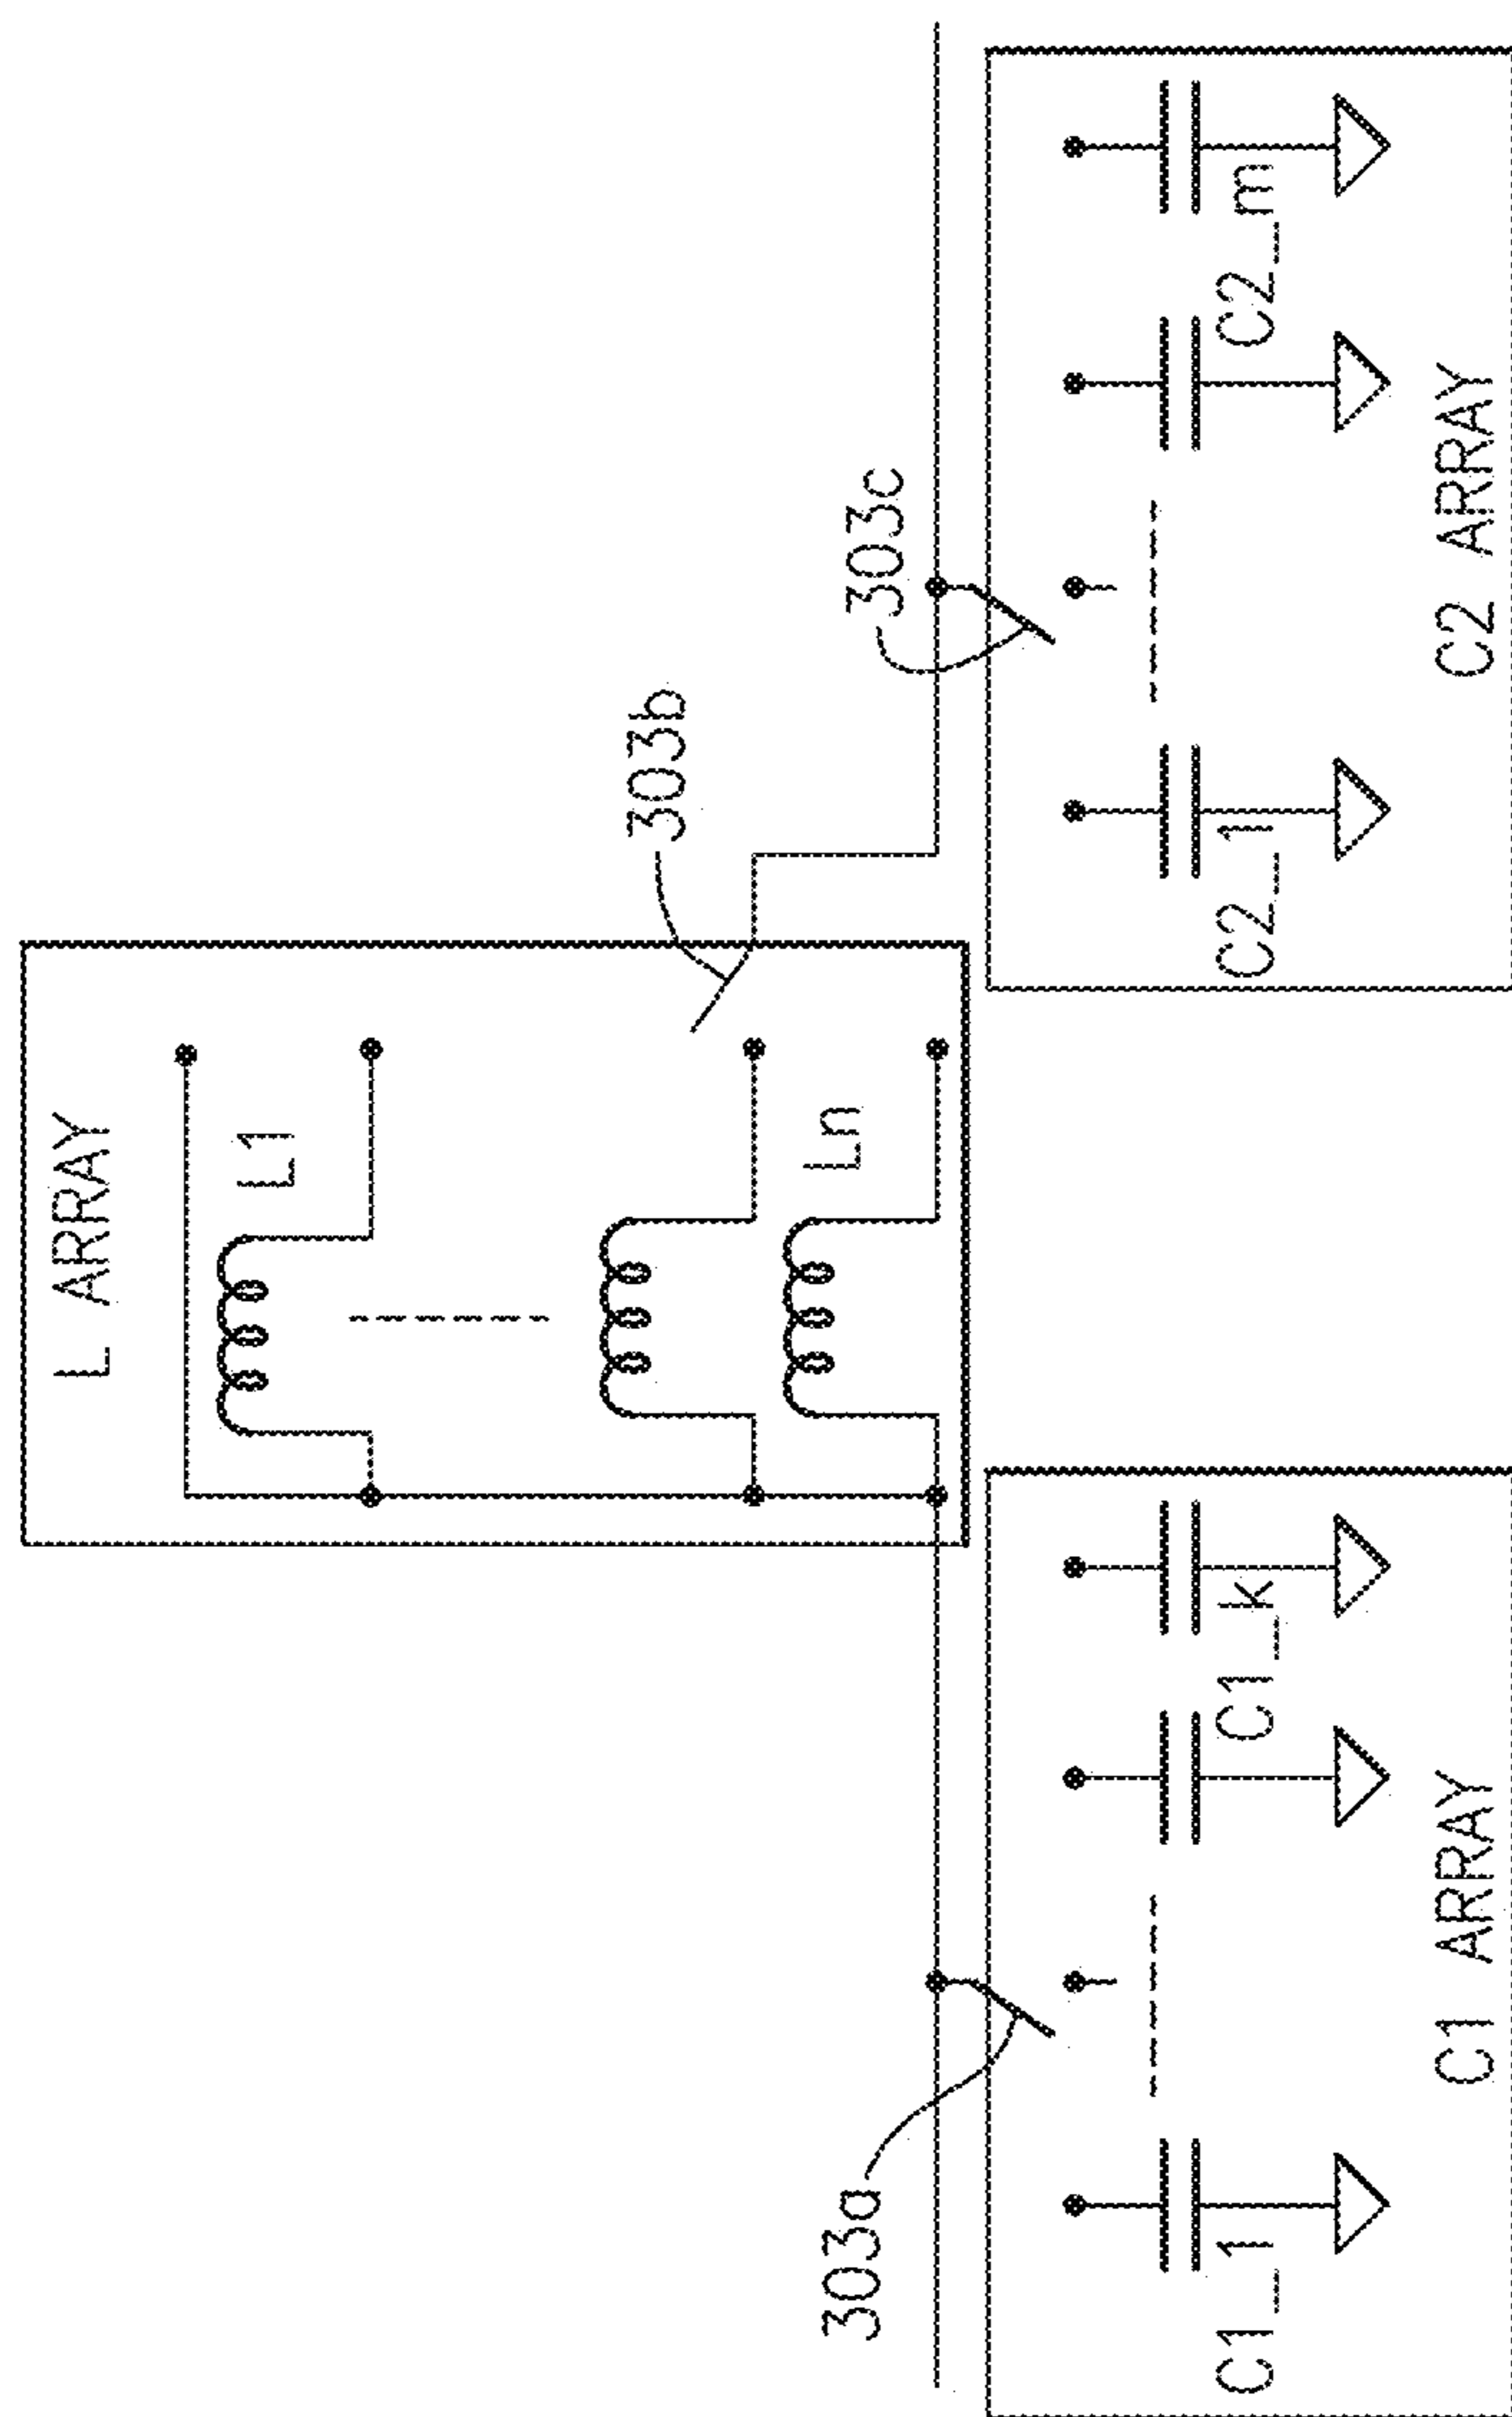 L ARRAY
L1
Ln
303b
303a
303c
C1_1
C1_k
C1 ARRAY
C2_1
C2_m
C2 ARRAY